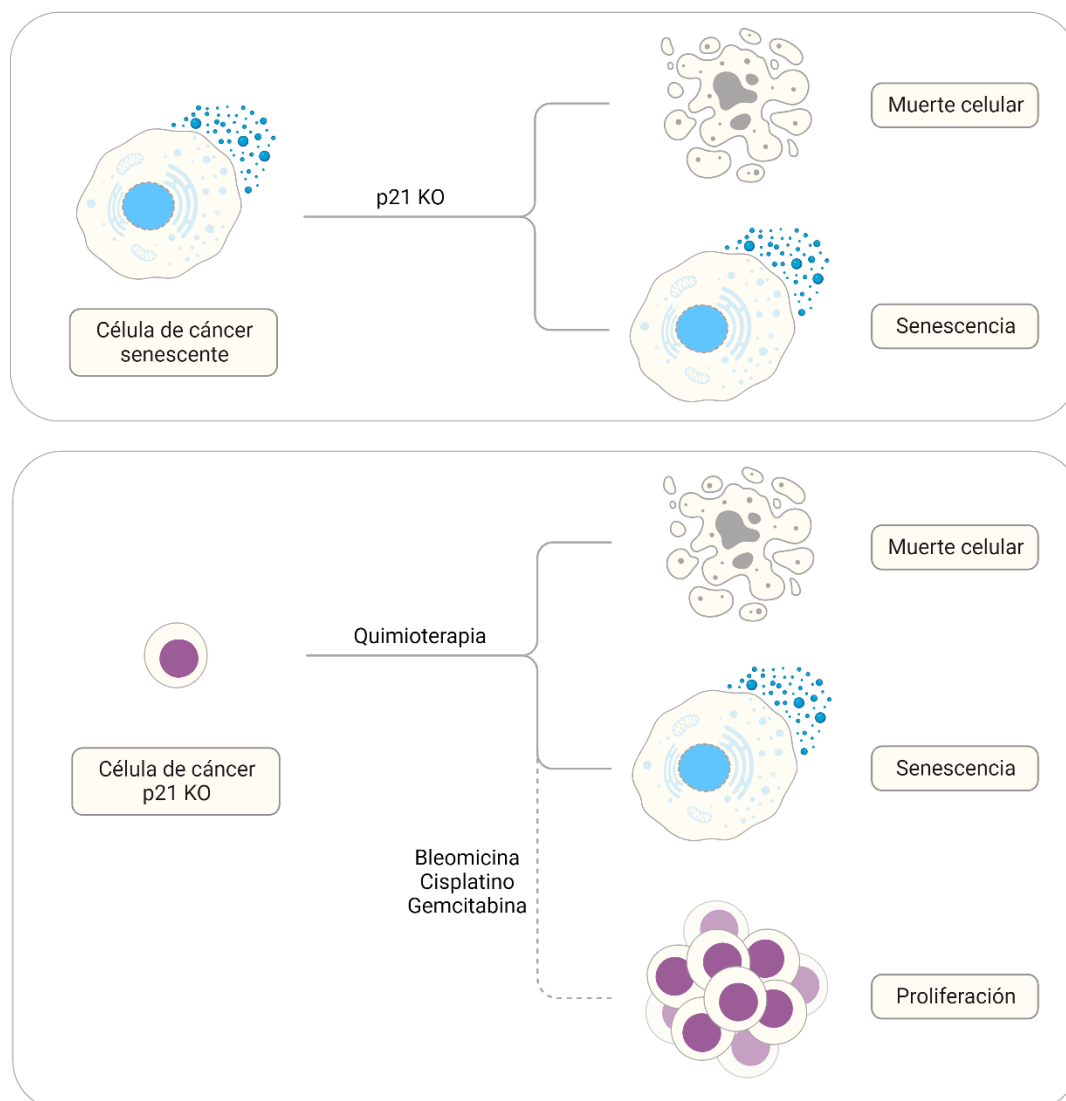 Muerte celular
p21 KO
Célula de cáncer
senescente
Senescencia
Muerte celular
Quimioterapia
Célula de cáncer
p21 KO
Senescencia
Bleomicina
Cisplatino
Gemcitabina
Proliferación